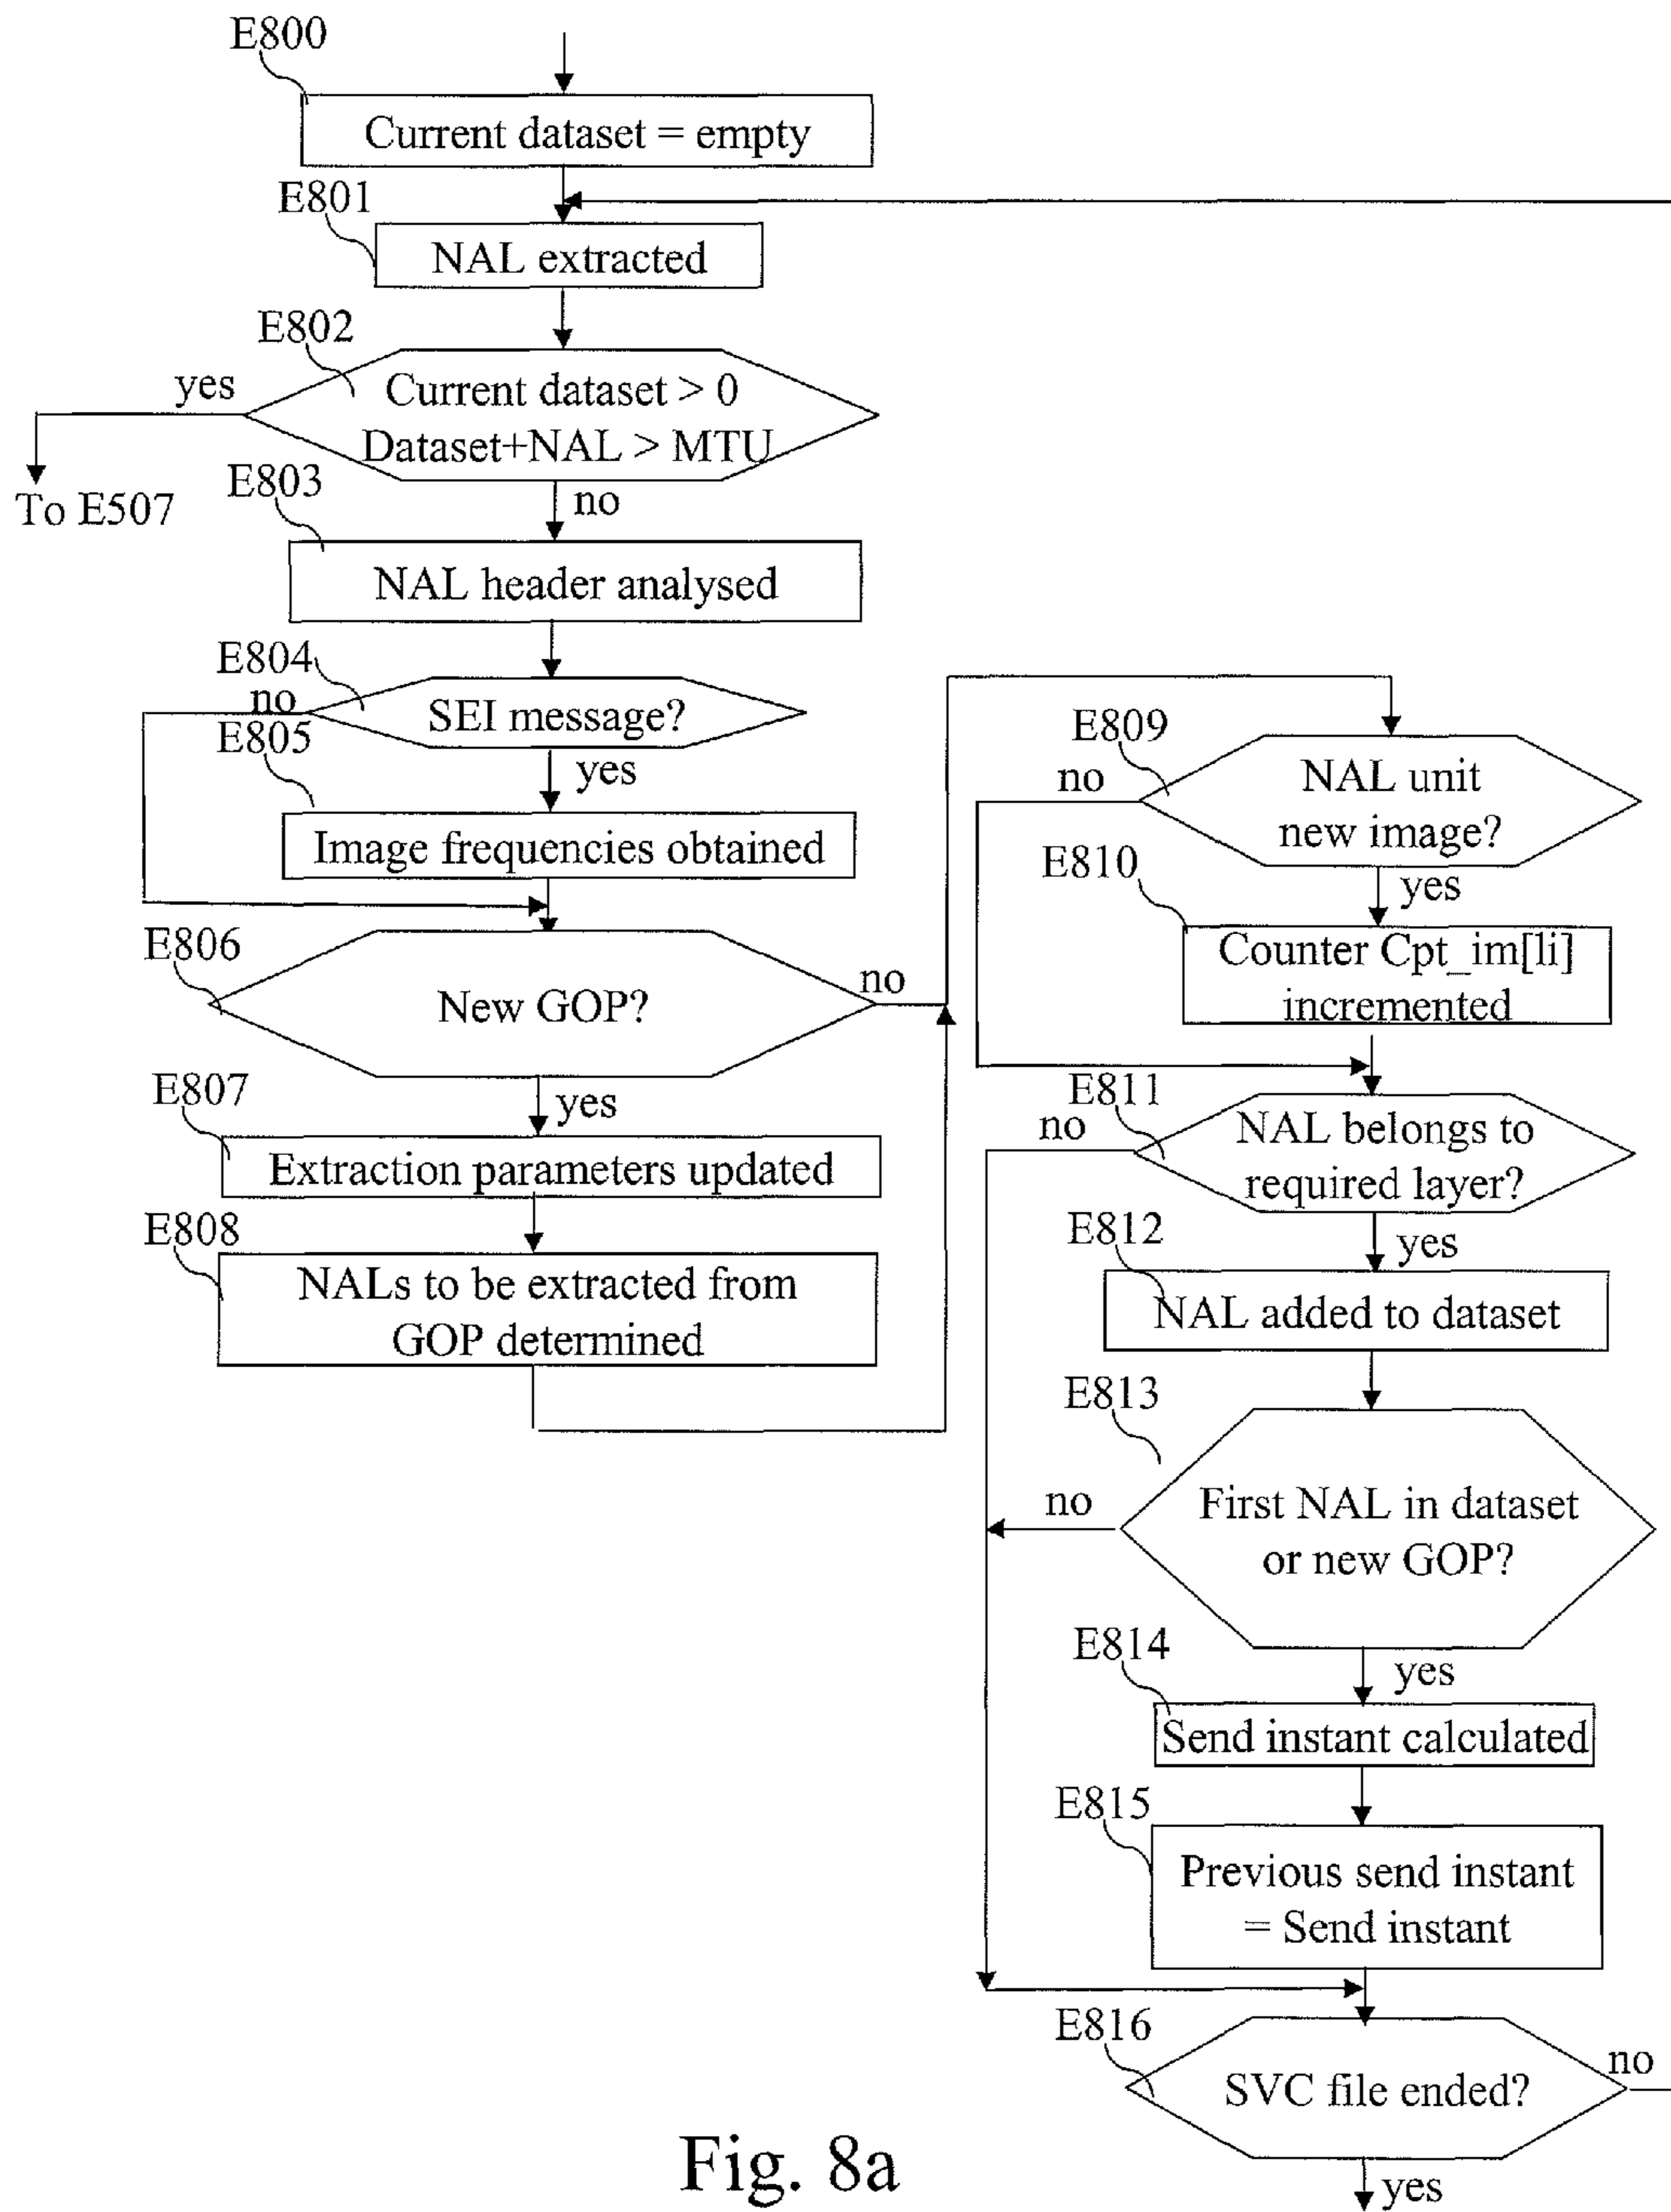 E800
Current dataset = empty
E801
NAL extracted
E802
yes
Current dataset > 0
Dataset+NAL > MTU
To E507
no
E803
NAL header analysed
E804
no
SEI message?
E805
yes
Image frequencies obtained
E806
no
New GOP?
E807
yes
Extraction parameters updated
E808
NALs to be extracted from
GOP determined
E809
no
NAL unit
new image?
E810
yes
Counter Cpt_im[li]
incremented
E811
no
NAL belongs to
required layer?
E812
yes
NAL added to dataset
E813
no
First NAL in dataset
or new GOP?
E814
yes
Send instant calculated
E815
Previous send instant
= Send instant
E816
no
SVC file ended?
yes
Fig. 8a